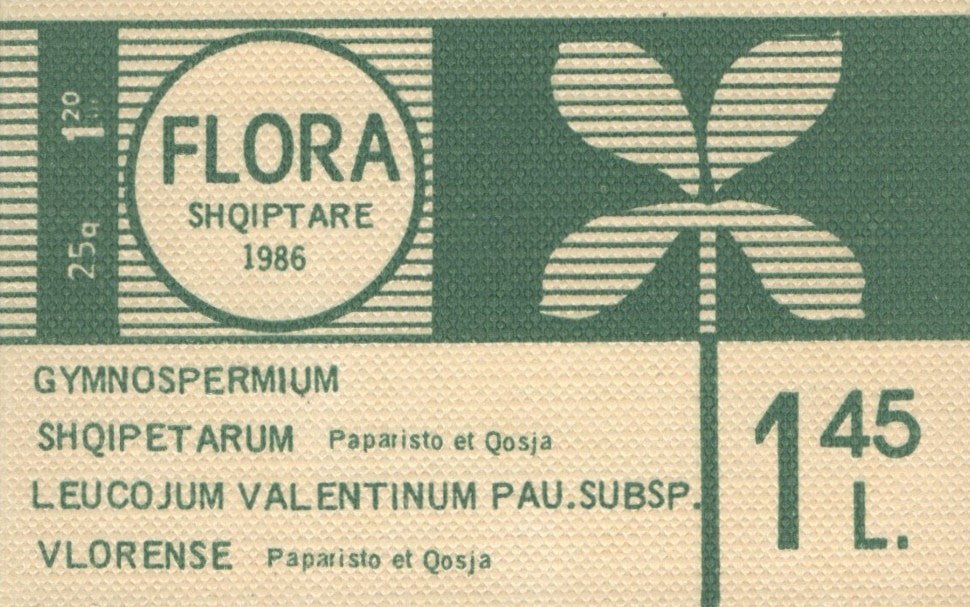 1.20
25q
FLORA
SHQIPTARE
1986
GYMNOSPERMIUM
SHQIPETARUM Paparisto et Qosja
LEUCOJUM VALENTINUM PAU.SUBSP.
VLORENSE Paparisto et Qosja
1 45
L.